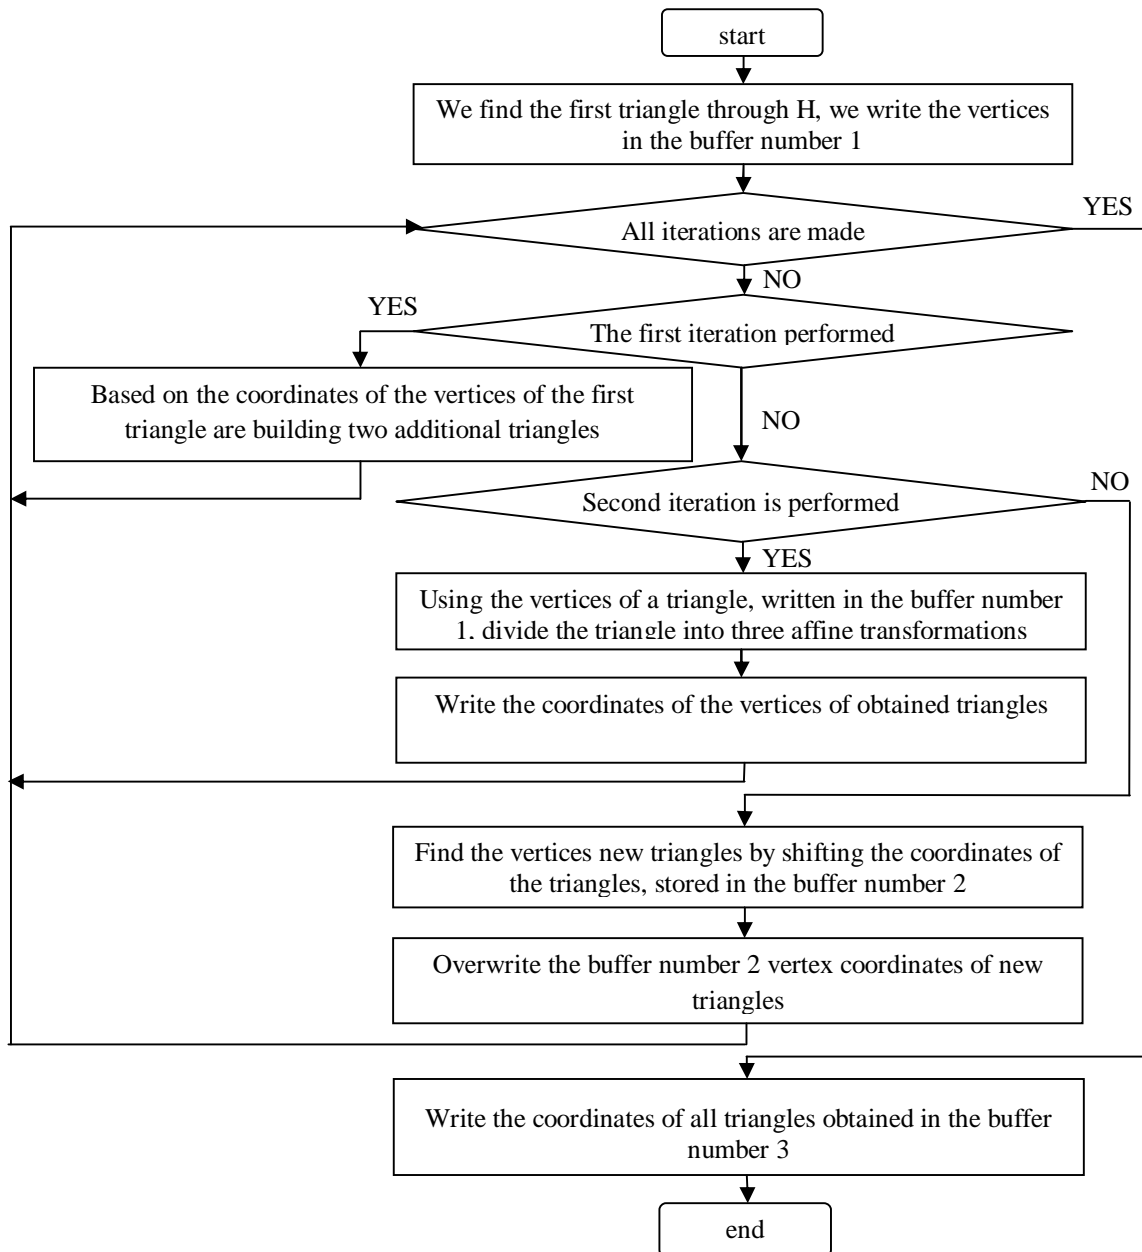 start
We find the first triangle through H, we write the vertices
in the buffer number 1
YES
All iterations are made
NO
YES
The first iteration performed
Based on the coordinates of the vertices of the first
triangle are building two additional triangles
NO
NO
Second iteration is performed
YES
Using the vertices of a triangle, written in the buffer number
1, divide the triangle into three affine transformations
Write the coordinates of the vertices of obtained triangles
Find the vertices new triangles by shifting the coordinates of
the triangles, stored in the buffer number 2
Overwrite the buffer number 2 vertex coordinates of new
triangles
Write the coordinates of all triangles obtained in the buffer
number 3
end